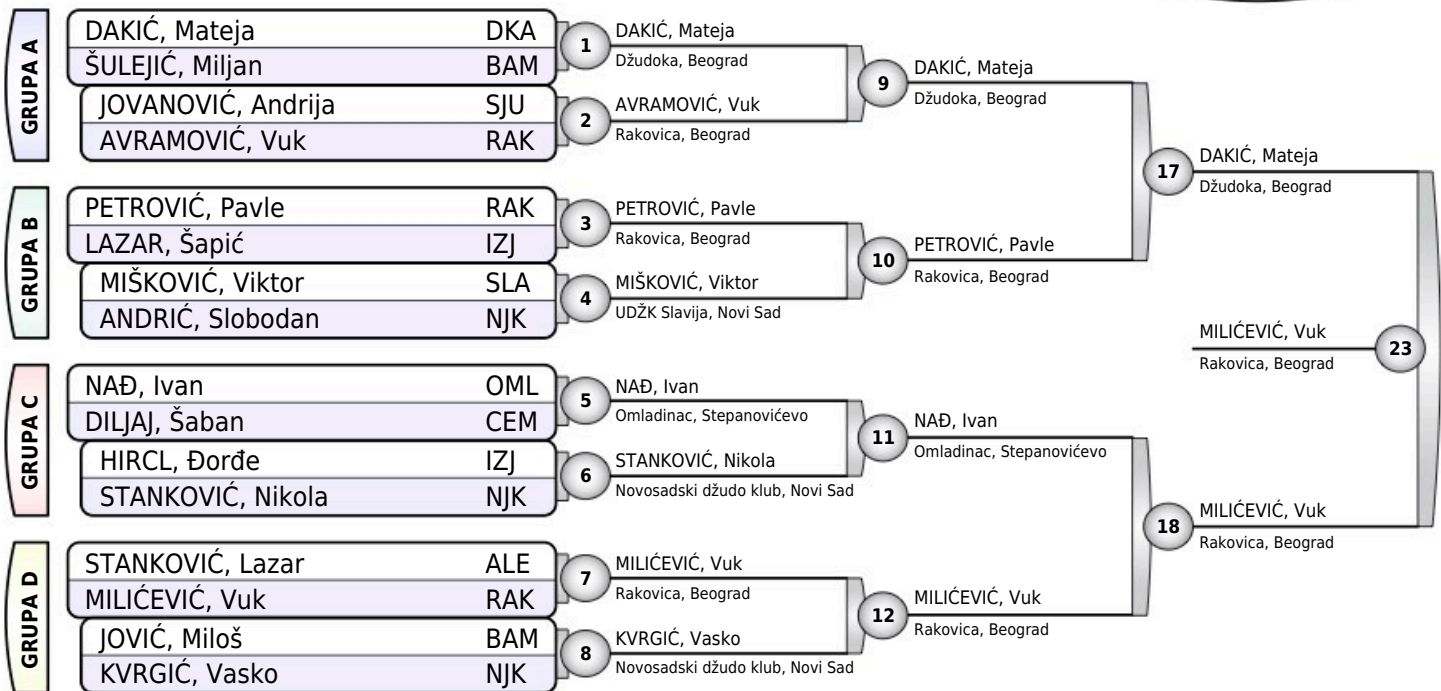 GRUPA A
DAKIĆ, Mateja DKA
ŠULEJIĆ, Miljan BAM
JOVANOVIĆ, Andrija SJU
AVRAMOVIĆ, Vuk RAK
GRUPA B
PETROVIĆ, Pavle RAK
LAZAR, Šapić IZJ
MIŠKOVIĆ, Viktor SLA
ANDRIĆ, Slobodan NJK
GRUPA C
NAĐ, Ivan OML
DILJAJ, Šaban CEM
HIRCL, Đorđe IZJ
STANKOVIĆ, Nikola NJK
GRUPA D
STANKOVIĆ, Lazar ALE
MILIĆEVIĆ, Vuk RAK
JOVIĆ, Miloš BAM
KVRGIĆ, Vasko NJK
1 DAKIĆ, Mateja
Džudoka, Beograd
2 AVRAMOVIĆ, Vuk
Rakovica, Beograd
3 PETROVIĆ, Pavle
Rakovica, Beograd
4 MIŠKOVIĆ, Viktor
UDŽK Slavija, Novi Sad
5 NAĐ, Ivan
Omladinac, Stepanovićevo
6 STANKOVIĆ, Nikola
Novosadski džudo klub, Novi Sad
7 MILIĆEVIĆ, Vuk
Rakovica, Beograd
8 KVRGIĆ, Vasko
Novosadski džudo klub, Novi Sad
9 DAKIĆ, Mateja
Džudoka, Beograd
10 PETROVIĆ, Pavle
Rakovica, Beograd
11 NAĐ, Ivan
Omladinac, Stepanovićevo
12 MILIĆEVIĆ, Vuk
Rakovica, Beograd
17 DAKIĆ, Mateja
Džudoka, Beograd
18 MILIĆEVIĆ, Vuk
Rakovica, Beograd
MILIĆEVIĆ, Vuk 23
Rakovica, Beograd